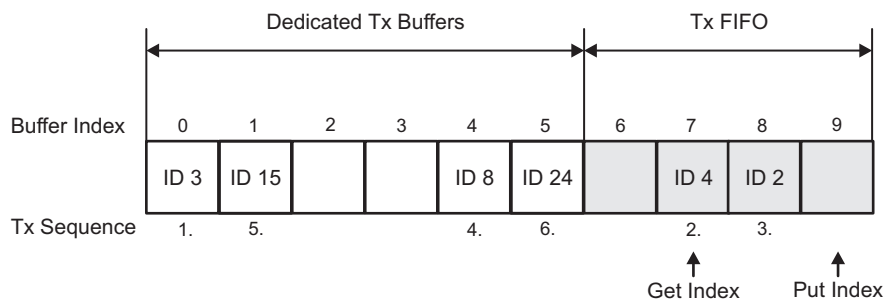 Dedicated Tx Buffers Tx FIFO
Buffer Index 0 1 2 3 4 5 6 7 8 9
ID 3 ID 15 ID 8 ID 24 ID 4 ID 2
Tx Sequence 1. 5. 4. 6. 2. 3.
Get Index Put Index